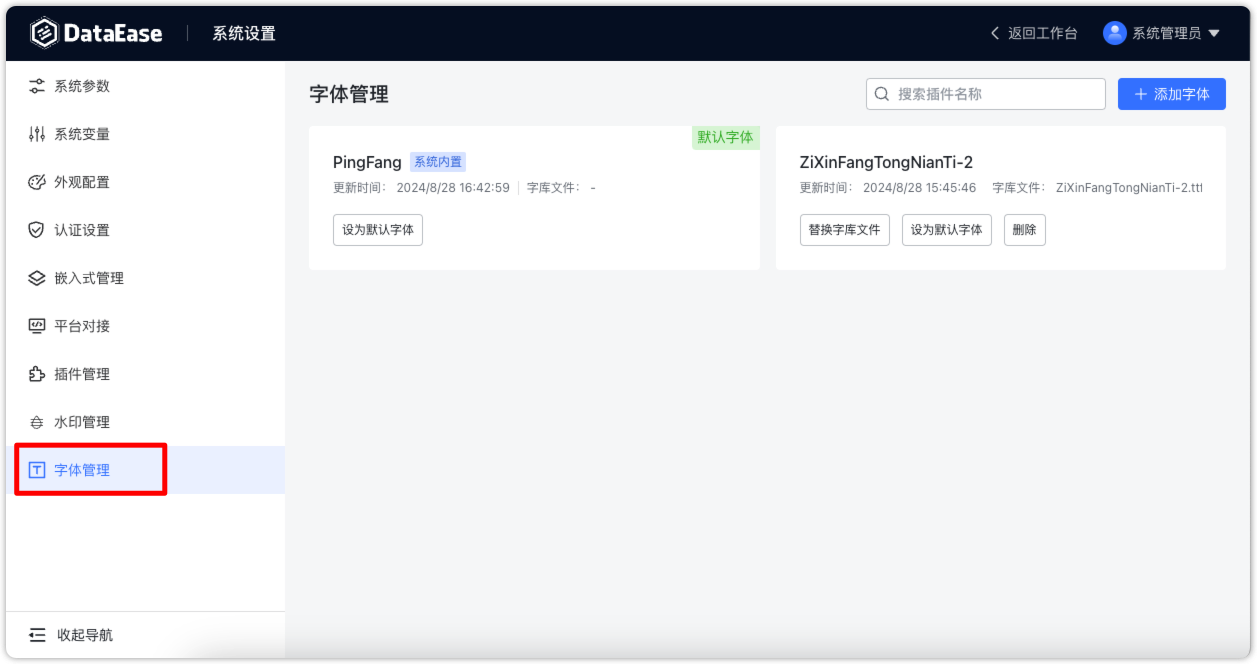 DataEase 系统设置 返回工作台 系统管理员
系统参数
系统变量
外观配置
认证设置
嵌入式管理
平台对接
插件管理
水印管理
字体管理
收起导航
字体管理 搜索插件名称 添加字体
默认字体
PingFang 系统内置
更新时间： 2024/8/28 16:42:59 字库文件： -
设为默认字体
ZiXinFangTongNianTi-2
更新时间： 2024/8/28 15:45:46 字库文件： ZiXinFangTongNianTi-2.ttf
替换字库文件 设为默认字体 删除